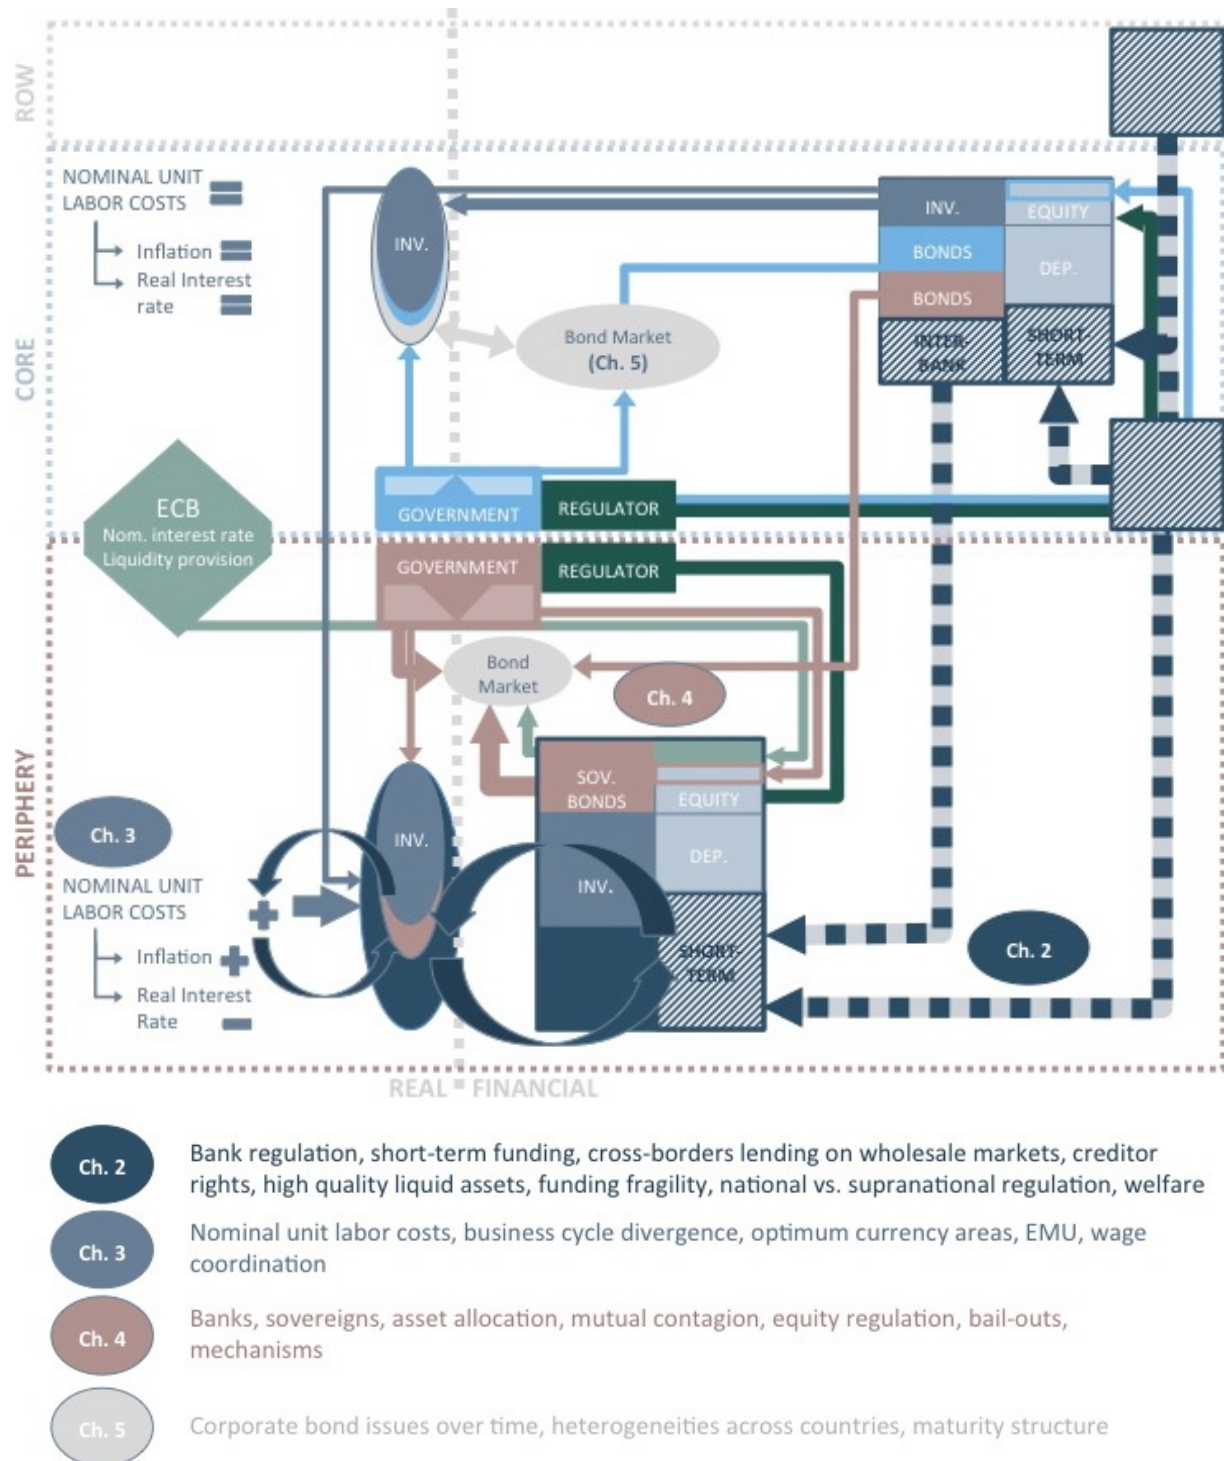 ROW
CORE
PERIPHERY
NOMINAL UNIT
LABOR COSTS
Inflation
Real Interest
rate
INV.
Bond Market
(Ch. 5)
INV.
EQUITY
BONDS
DEP.
BONDS
INTER-
BANK
SHORT-
TERM
ECB
Nom. interest rate
Liquidity provision
GOVERNMENT
REGULATOR
GOVERNMENT
REGULATOR
Bond
Market
Ch. 4
SOV.
BONDS
EQUITY
DEP.
INV.
SHORT-
TERM
INV.
Ch. 3
NOMINAL UNIT
LABOR COSTS
Inflation
Real Interest
Rate
Ch. 2
REAL
FINANCIAL
Ch. 2
Bank regulation, short-term funding, cross-borders lending on wholesale markets, creditor
rights, high quality liquid assets, funding fragility, national vs. supranational regulation, welfare
Ch. 3
Nominal unit labor costs, business cycle divergence, optimum currency areas, EMU, wage
coordination
Ch. 4
Banks, sovereigns, asset allocation, mutual contagion, equity regulation, bail-outs,
mechanisms
Ch. 5
Corporate bond issues over time, heterogeneities across countries, maturity structure